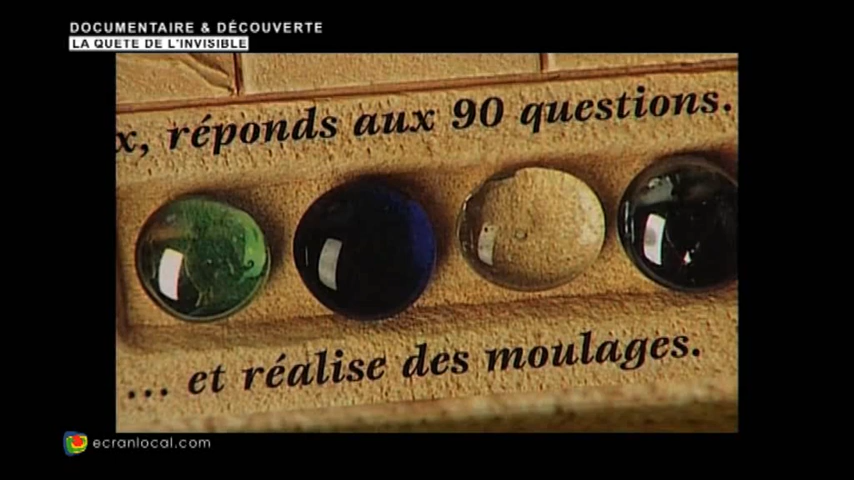 DOCUMENTAIRE & DÉCOUVERTE
LA QUETE DE L'INVISIBLE
x, réponds aux 90 questions.
... et réalise des moulages.
ecranlocal.com